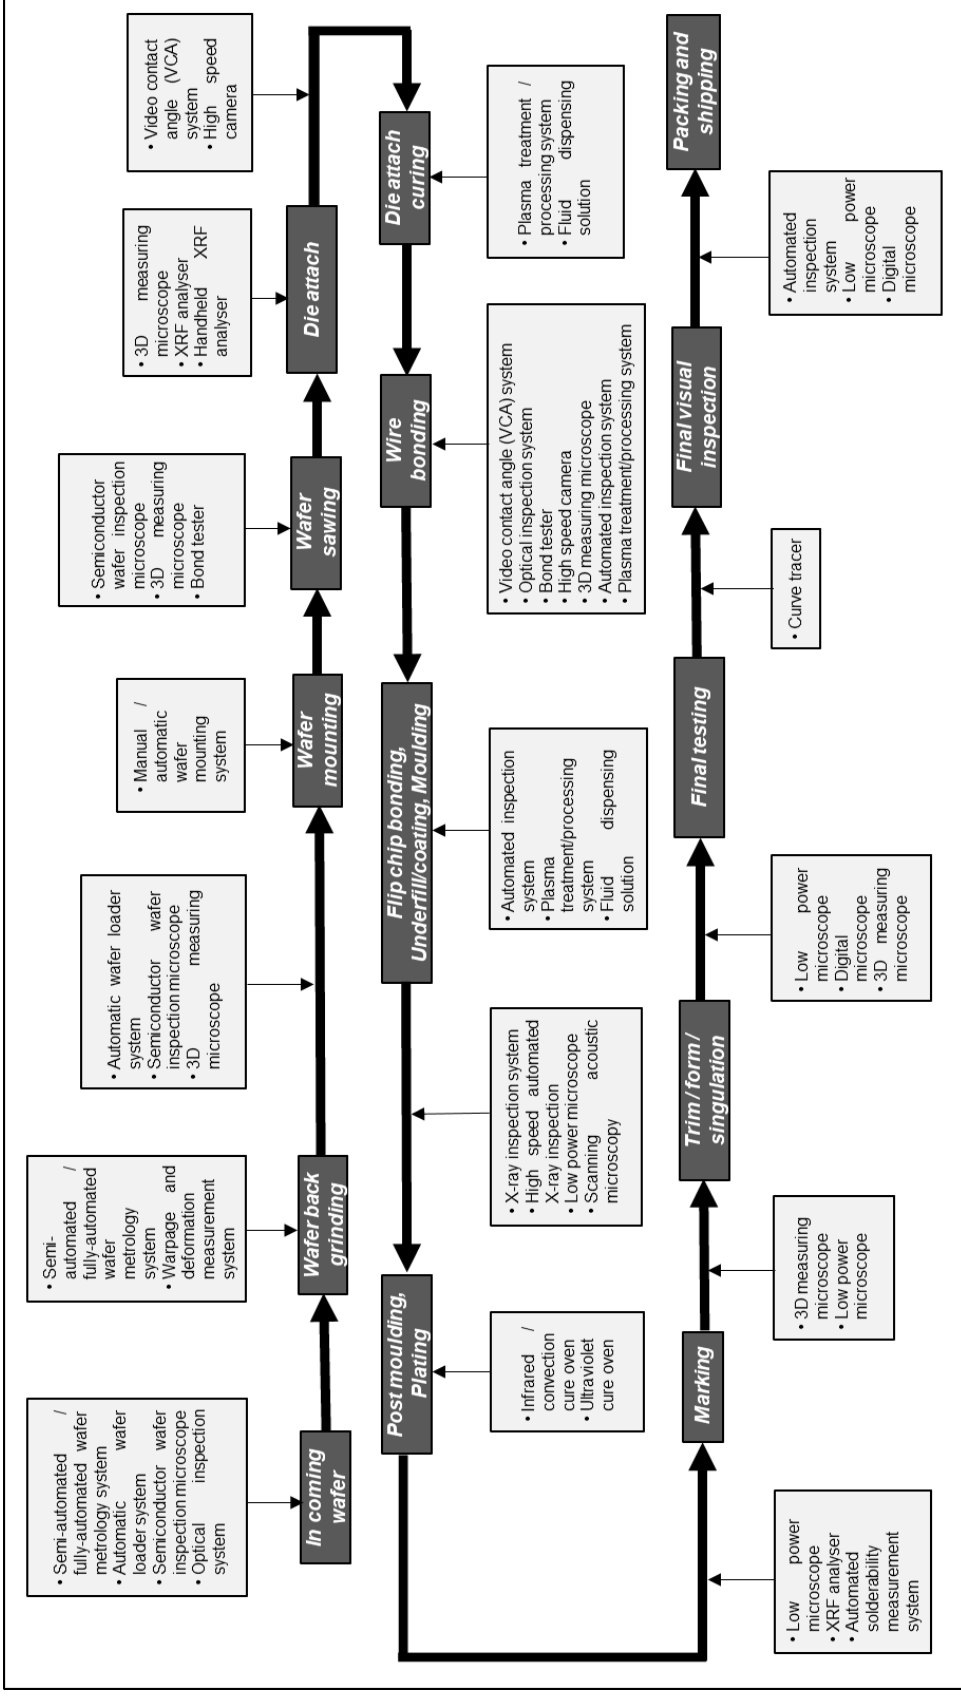 • Semi-automated /
fully-automated wafer
metrology system
• Automatic wafer
loader system
• Semiconductor wafer
inspection microscope
• Optical inspection
system
In coming
wafer
• Semi-
automated /
fully-automated
wafer
metrology
system
• Warpage and
deformation
measurement
system
Wafer back
grinding
• Automatic wafer loader
system
• Semiconductor wafer
inspection microscope
• 3D measuring
microscope
• Manual /
automatic
wafer
mounting
system
Wafer
mounting
• Semiconductor
wafer inspection
microscope
• 3D measuring
microscope
• Bond tester
Wafer
sawing
• 3D measuring
microscope
• XRF analyser
• Handheld XRF
analyser
Die attach
• Video contact
angle (VCA)
system
• High speed
camera
Die attach
curing
• Plasma treatment /
processing system
• Fluid dispensing
solution
Wire
bonding
• Video contact angle (VCA) system
• Optical inspection system
• Bond tester
• High speed camera
• 3D measuring microscope
• Automated inspection system
• Plasma treatment/processing system
Flip chip bonding,
Underfill/coating, Moulding
• Automated inspection
system
• Plasma
treatment/processing
system
• Fluid dispensing
solution
• X-ray inspection system
• High speed automated
X-ray inspection
• Low power microscope
• Scanning acoustic
microscopy
Post moulding,
Plating
• Infrared /
convection
cure oven
• Ultraviolet
cure oven
• Low power
microscope
• XRF analyser
• Automated
solderability
measurement
system
Marking
• 3D measuring
microscope
• Low power
microscope
Trim / form /
singulation
• Low power
microscope
• Digital
microscope
• 3D measuring
microscope
Final testing
• Curve tracer
Final visual
inspection
• Automated
inspection
system
• Low power
microscope
• Digital
microscope
Packing and
shipping